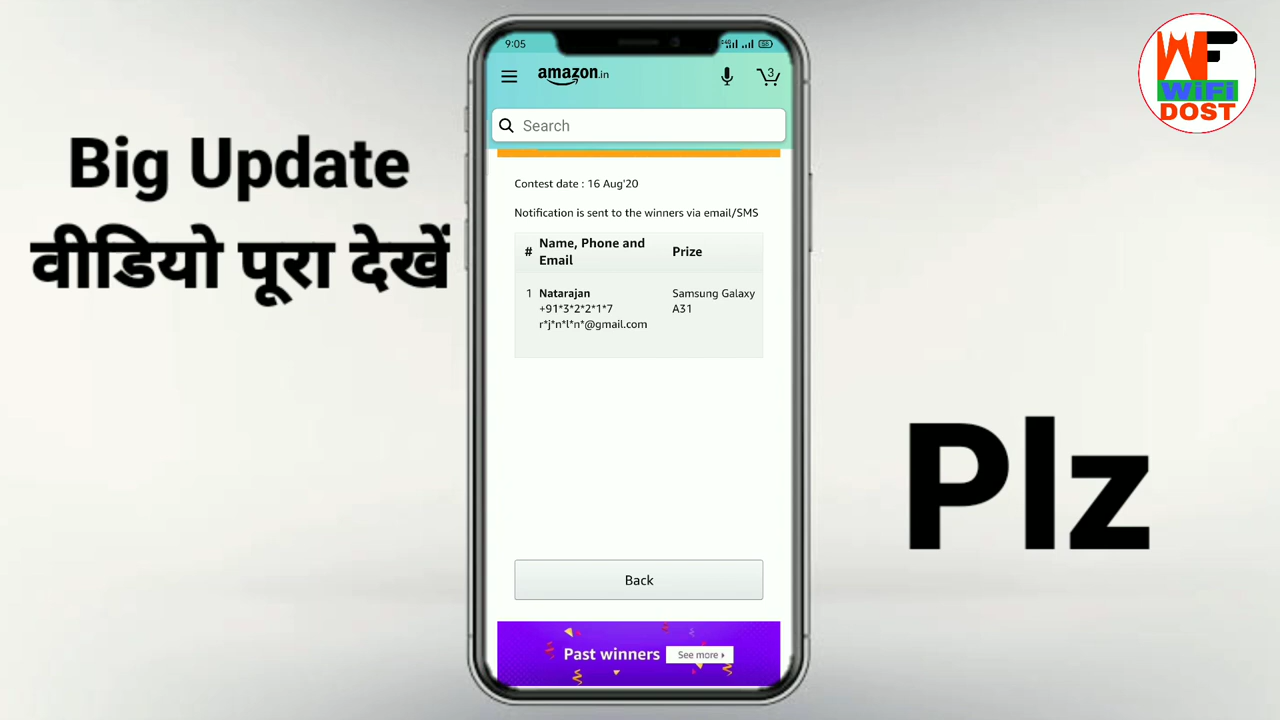 Big Update
वीडियो पूरा देखें
9:05
amazon.in
3
Search
Contest date : 16 Aug'20
Notification is sent to the winners via email/SMS
# Name, Phone and Email Prize
1 Natarajan Samsung Galaxy
+91*3*2*2*1*7 A31
r*j*n*l*n*@gmail.com
Back
Past winners See more
WF
WiFi
DOST
Plz